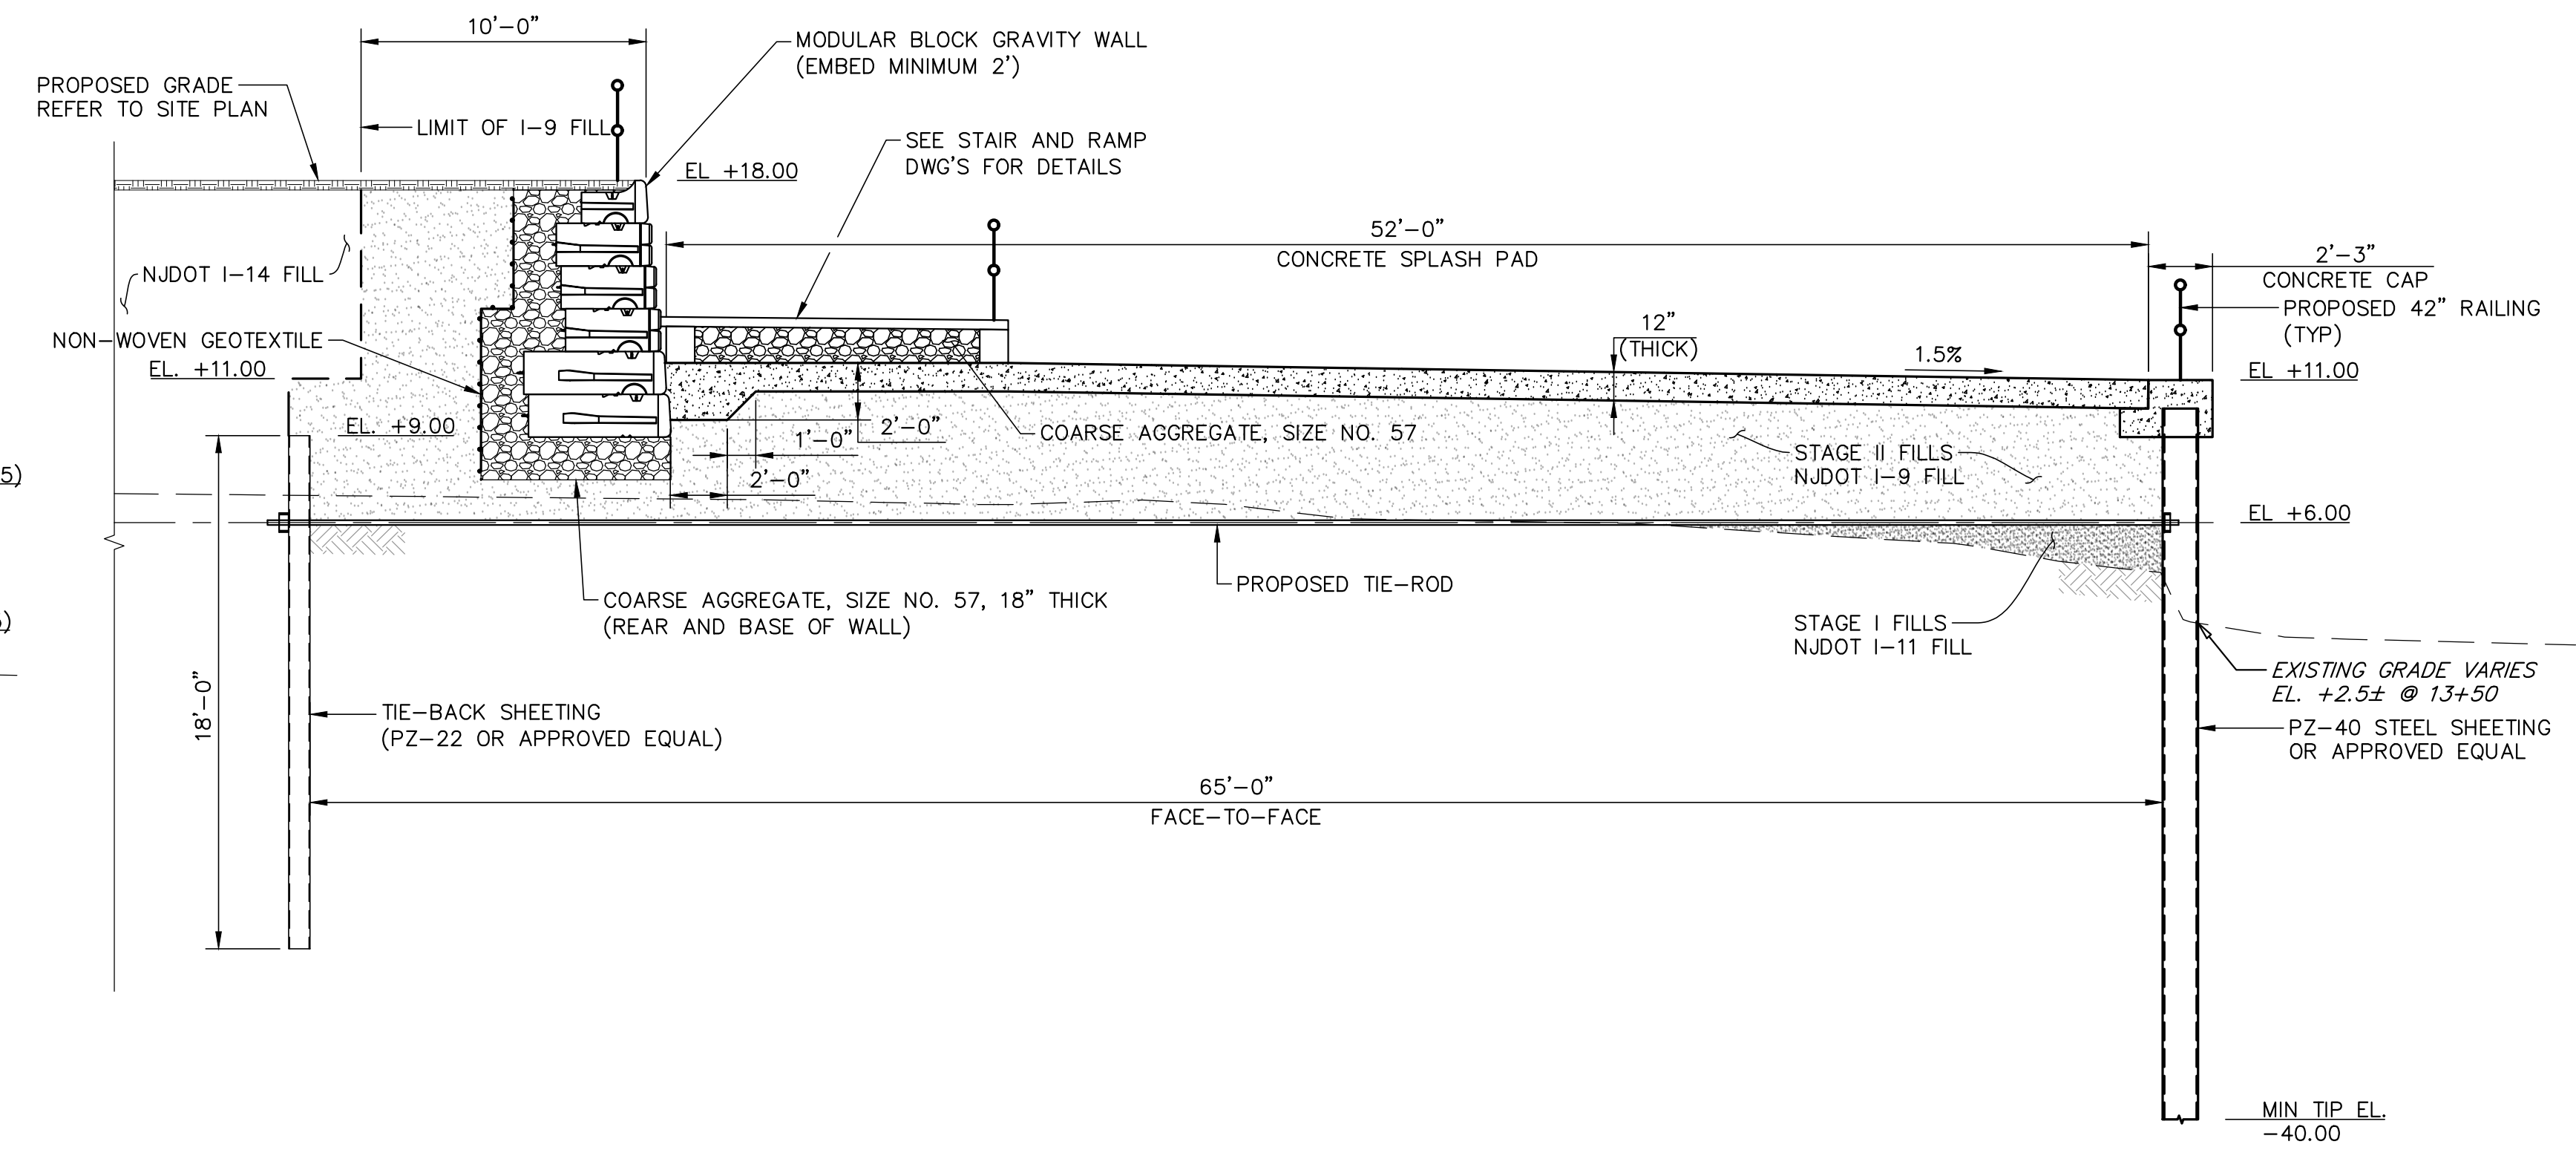 10'-0"
MODULAR BLOCK GRAVITY WALL
(EMBED MINIMUM 2')
PROPOSED GRADE
REFER TO SITE PLAN
LIMIT OF I-9 FILL
SEE STAIR AND RAMP
DWG'S FOR DETAILS
EL +18.00
52'-0"
CONCRETE SPLASH PAD
2'-3"
CONCRETE CAP
PROPOSED 42" RAILING
(TYP)
NJDOT I-14 FILL
NON-WOVEN GEOTEXTILE
EL. +11.00
12"
(THICK)
1.5%
EL +11.00
EL. +9.00
1'-0"
2'-0"
2'-0"
COARSE AGGREGATE, SIZE NO. 57
STAGE II FILLS
NJDOT I-9 FILL
5)
EL +6.00
PROPOSED TIE-ROD
COARSE AGGREGATE, SIZE NO. 57, 18" THICK
(REAR AND BASE OF WALL)
STAGE I FILLS
NJDOT I-11 FILL
EXISTING GRADE VARIES
EL. +2.5± @ 13+50
18'-0"
TIE-BACK SHEETING
(PZ-22 OR APPROVED EQUAL)
PZ-40 STEEL SHEETING
OR APPROVED EQUAL
65'-0"
FACE-TO-FACE
MIN TIP EL.
-40.00